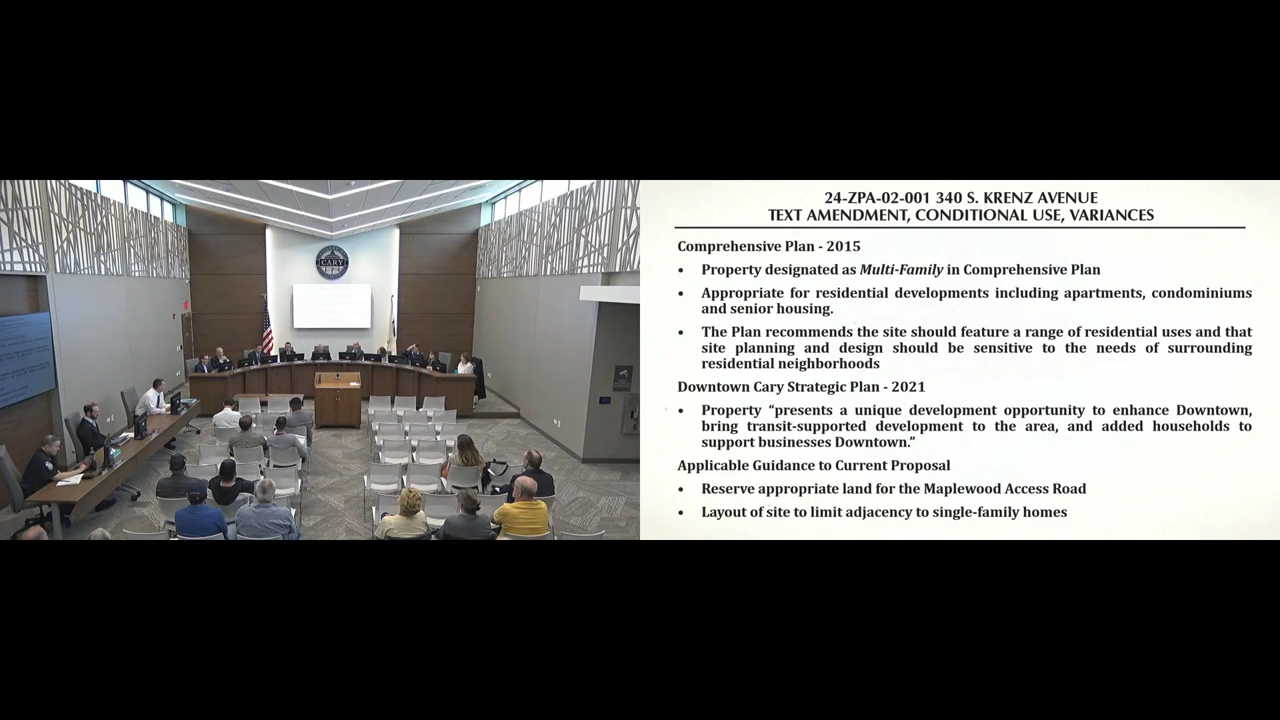 CARY
24-ZPA-02-001 340 S. KRENZ AVENUE
TEXT AMENDMENT, CONDITIONAL USE, VARIANCES
Comprehensive Plan - 2015
• Property designated as Multi-Family in Comprehensive Plan
• Appropriate for residential developments including apartments, condominiums
and senior housing.
• The Plan recommends the site should feature a range of residential uses and that
site planning and design should be sensitive to the needs of surrounding
residential neighborhoods
Downtown Cary Strategic Plan - 2021
• Property “presents a unique development opportunity to enhance Downtown,
bring transit-supported development to the area, and added households to
support businesses Downtown.”
Applicable Guidance to Current Proposal
• Reserve appropriate land for the Maplewood Access Road
• Layout of site to limit adjacency to single-family homes